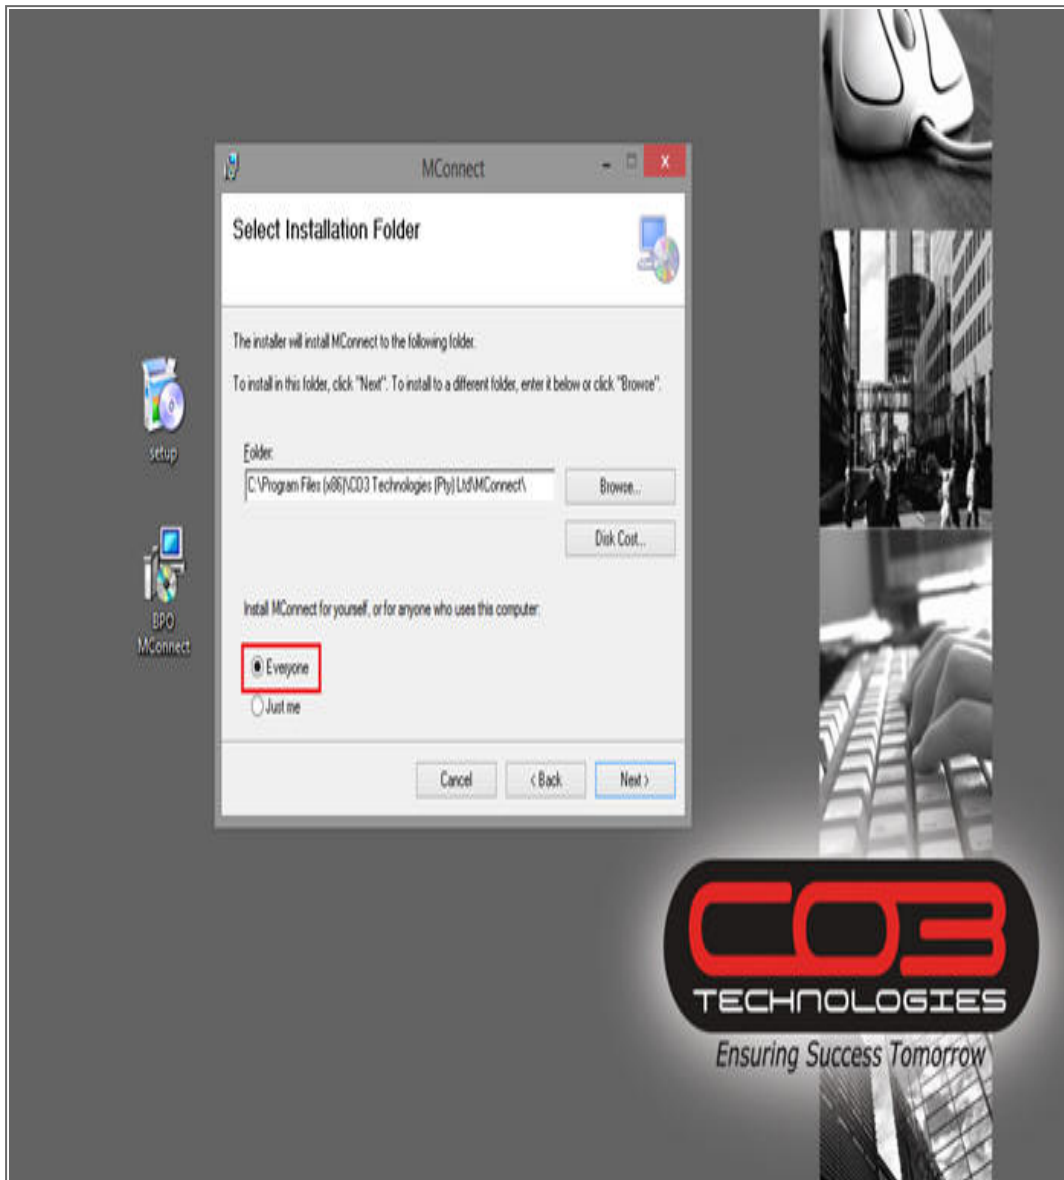 MConnect
Select Installation Folder
The installer will install MConnect to the following folder.
To install in this folder, click "Next". To install to a different folder, enter it below or click "Browse".
Folder:
C:\Program Files (x86)\CO3 Technologies (Pty) Ltd\MConnect\
Browse...
Disk Cost...
Install MConnect for yourself, or for anyone who uses this computer:
Everyone
Just me
Cancel
< Back
Next >
setup
BPO
MConnect
CO3
TECHNOLOGIES
Ensuring Success Tomorrow